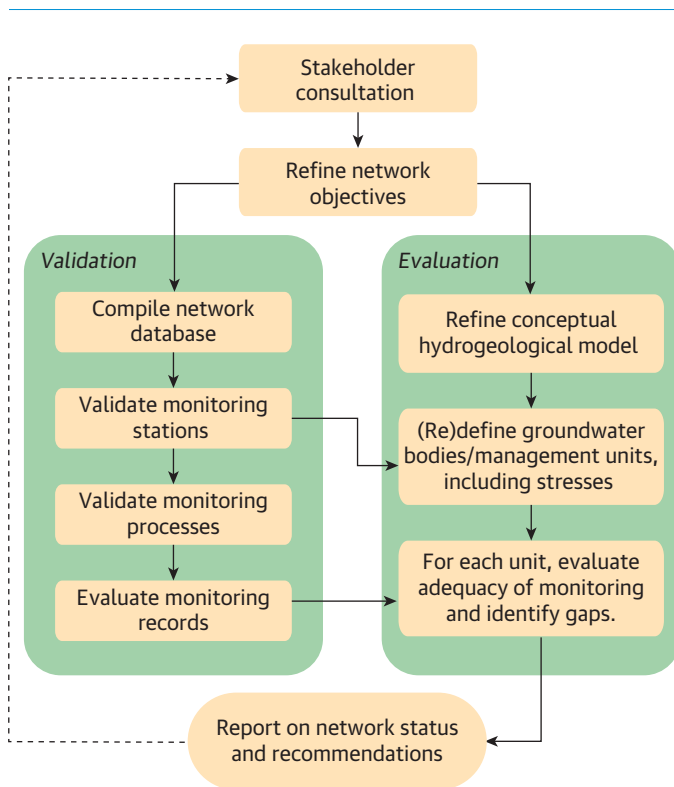 Stakeholder
consultation
Refine network
objectives
Validation
Compile network
database
Validate monitoring
stations
Validate monitoring
processes
Evaluate monitoring
records
Evaluation
Refine conceptual
hydrogeological model
(Re)define groundwater
bodies/management units,
including stresses
For each unit, evaluate
adequacy of monitoring
and identify gaps.
Report on network status
and recommendations